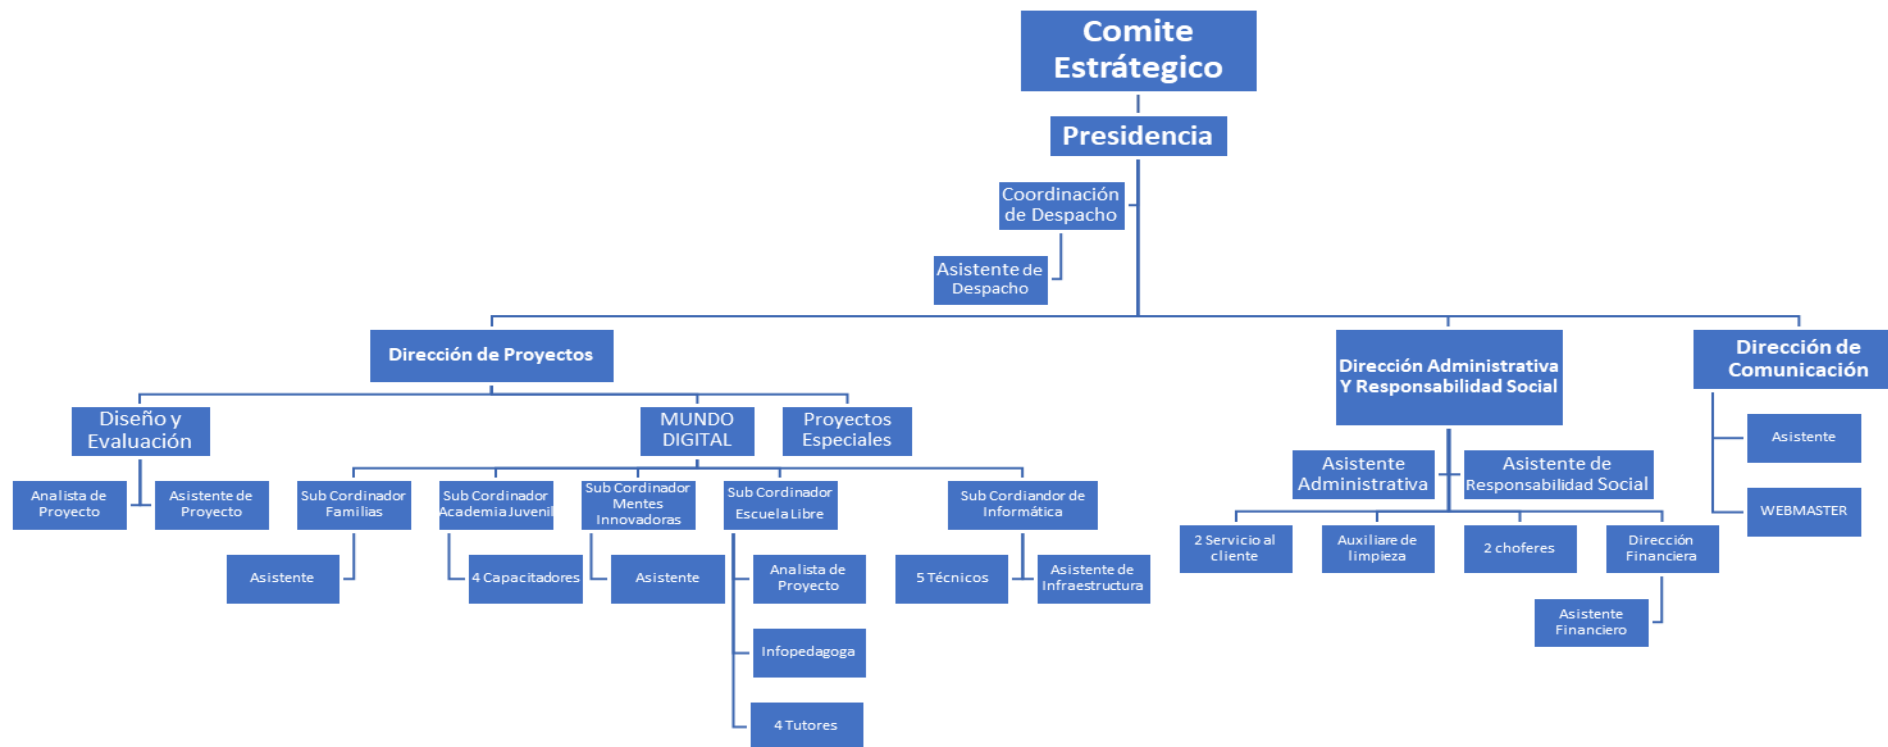 Comite
Estrátegico
Presidencia
Coordinación
de Despacho
Asistente de
Despacho
Dirección de Proyectos
Dirección Administrativa
Y Responsabilidad Social
Dirección de
Comunicación
Diseño y
Evaluación
MUNDO
DIGITAL
Proyectos
Especiales
Asistente
Administrativa
Asistente de
Responsabilidad Social
Asistente
WEBMASTER
Analista de
Proyecto
Asistente de
Proyecto
Sub Cordinador
Familias
Sub Cordinador
Academia Juvenil
Sub Cordinador
Mentes
Innovadoras
Sub Cordinador
Escuela Libre
Sub Cordiandor de
Informática
2 Servicio al
cliente
Auxiliare de
limpieza
2 choferes
Dirección
Financiera
Asistente
4 Capacitadores
Asistente
Analista de
Proyecto
5 Técnicos
Asistente de
Infraestructura
Asistente
Financiero
Infopedagoga
4 Tutores